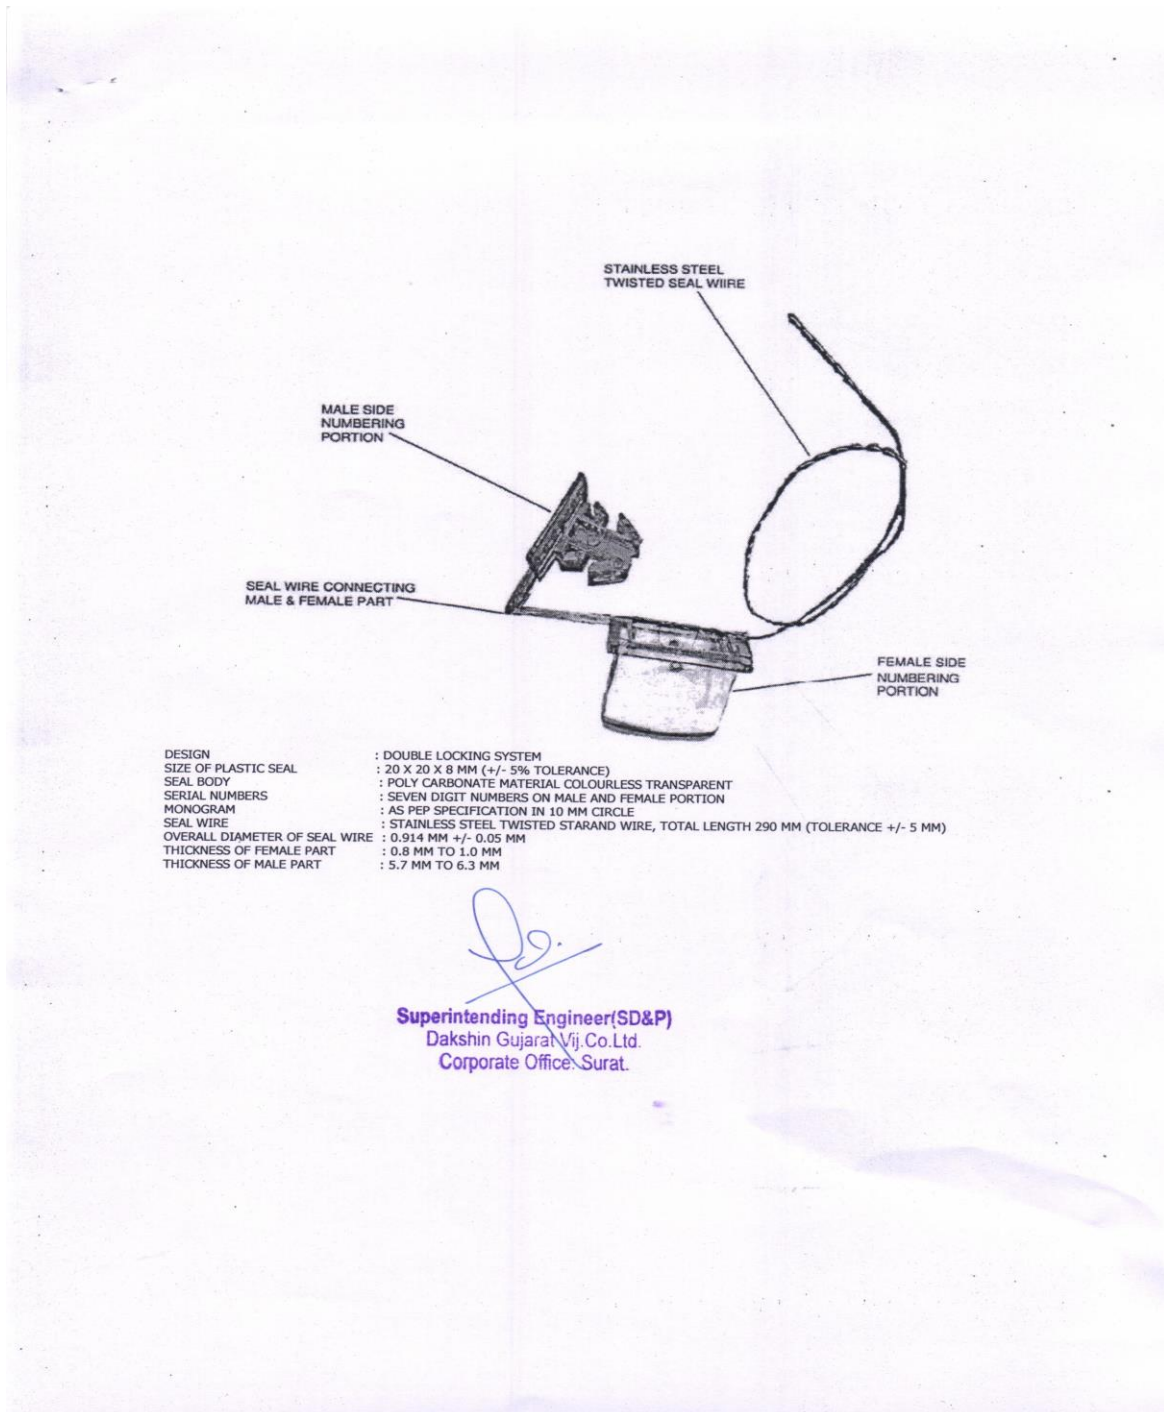 STAINLESS STEEL
TWISTED SEAL WIIRE
MALE SIDE
NUMBERING
PORTION
SEAL WIRE CONNECTING
MALE & FEMALE PART
FEMALE SIDE
NUMBERING
PORTION
DESIGN : DOUBLE LOCKING SYSTEM
SIZE OF PLASTIC SEAL : 20 X 20 X 8 MM (+/- 5% TOLERANCE)
SEAL BODY : POLY CARBONATE MATERIAL COLOURLESS TRANSPARENT
SERIAL NUMBERS : SEVEN DIGIT NUMBERS ON MALE AND FEMALE PORTION
MONOGRAM : AS PEP SPECIFICATION IN 10 MM CIRCLE
SEAL WIRE : STAINLESS STEEL TWISTED STARAND WIRE, TOTAL LENGTH 290 MM (TOLERANCE +/- 5 MM)
OVERALL DIAMETER OF SEAL WIRE : 0.914 MM +/- 0.05 MM
THICKNESS OF FEMALE PART : 0.8 MM TO 1.0 MM
THICKNESS OF MALE PART : 5.7 MM TO 6.3 MM
Superintending Engineer(SD&P)
Dakshin Gujarat Vij.Co.Ltd.
Corporate Office. Surat.